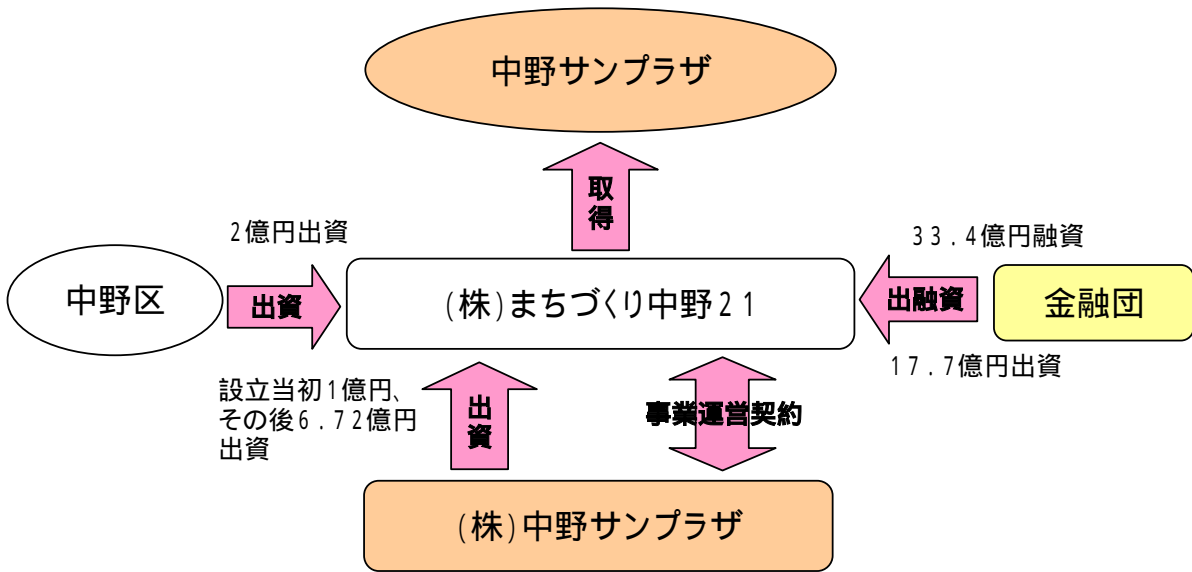 中野サンプラザ
取
得
2億円出資
33.4億円融資
中野区
出資
(株)まちづくり中野21
出融資
金融団
17.7億円出資
設立当初1億円、
その後6.72億円
出資
出
資
事業運営契約
(株)中野サンプラザ